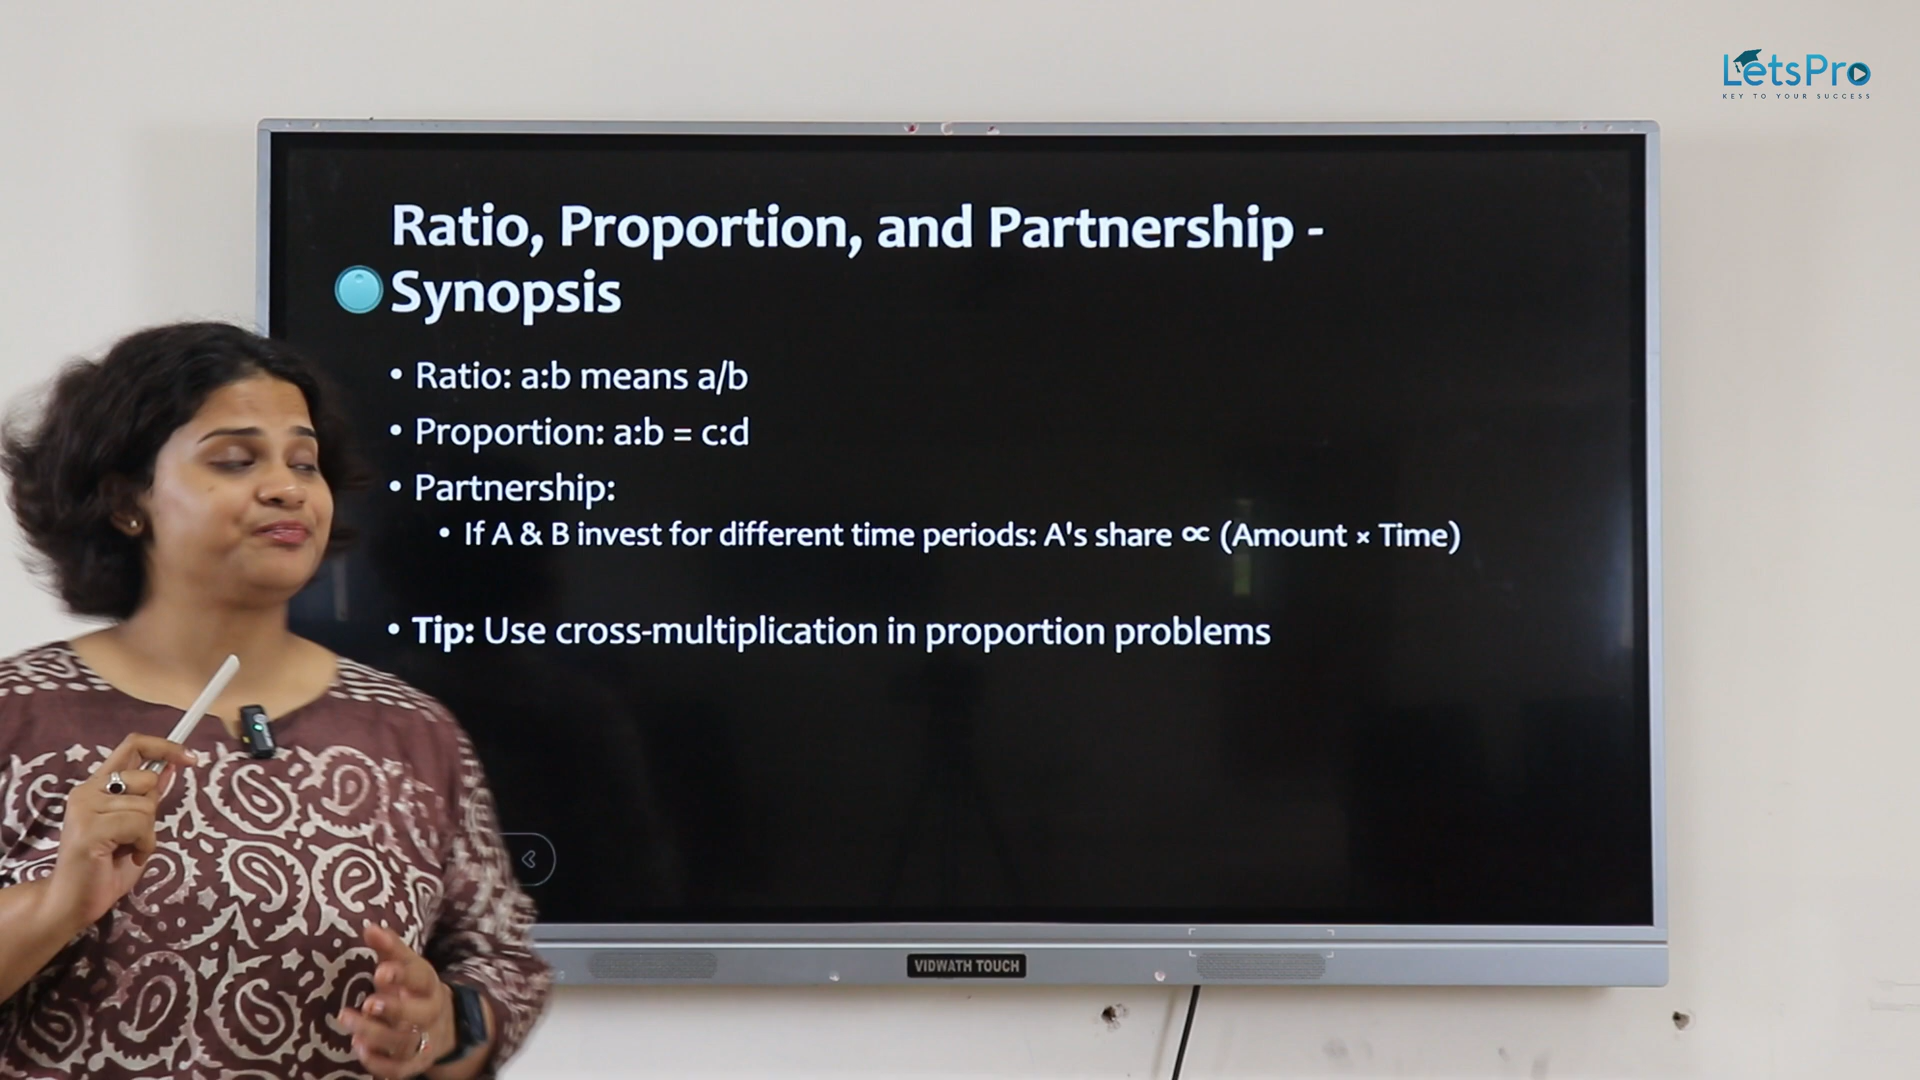 LetsPro
KEY TO YOUR SUCCESS
Ratio, Proportion, and Partnership -
Synopsis
• Ratio: a:b means a/b
• Proportion: a:b = c:d
• Partnership:
• If A & B invest for different time periods: A's share ∝ (Amount × Time)
• Tip: Use cross-multiplication in proportion problems
VIDWATH TOUCH